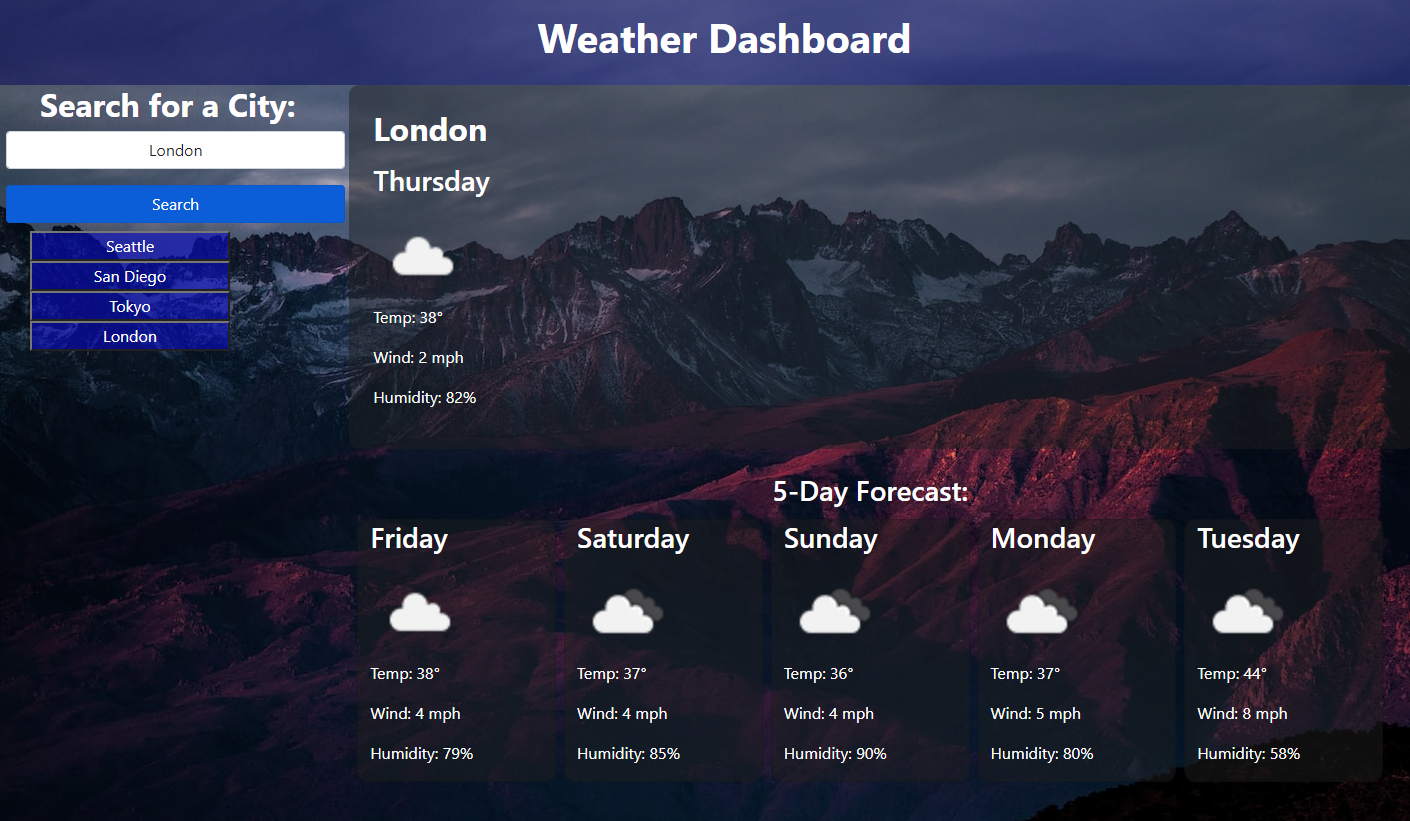 Weather Dashboard
Search for a City:
London
Search
Seattle
San Diego
Tokyo
London
London
Thursday
Temp: 38°
Wind: 2 mph
Humidity: 82%
5-Day Forecast:
Friday
Temp: 38°
Wind: 4 mph
Humidity: 79%
Saturday
Temp: 37°
Wind: 4 mph
Humidity: 85%
Sunday
Temp: 36°
Wind: 4 mph
Humidity: 90%
Monday
Temp: 37°
Wind: 5 mph
Humidity: 80%
Tuesday
Temp: 44°
Wind: 8 mph
Humidity: 58%